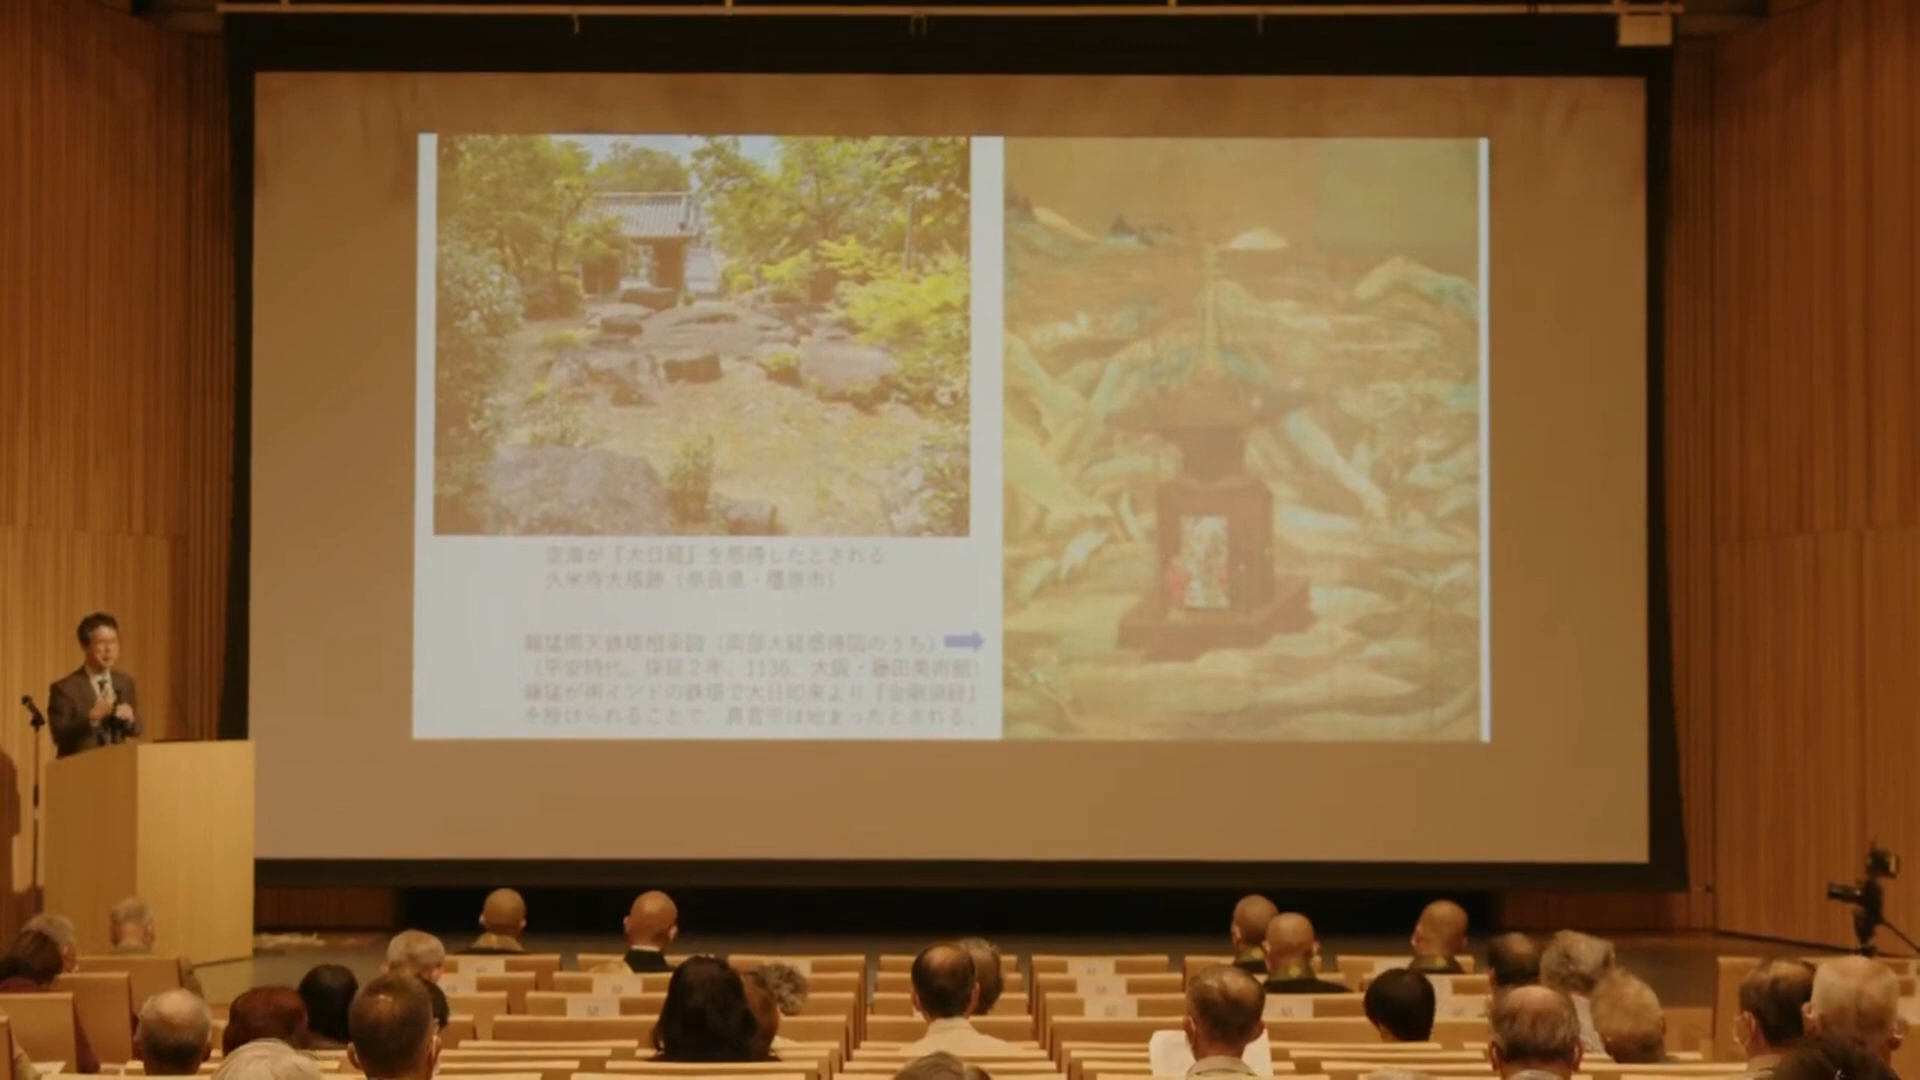 空海が『大日経』を感得したとされる
久米寺大塔跡（奈良県・橿原市）
龍猛南天鉄塔相承図（両部大経感得図のうち）
（平安時代、保延２年、1136、大阪・藤田美術館）
龍猛が南インドの鉄塔で大日如来より『金剛頂経』
を授けられることで、真言宗は始まったとされる。